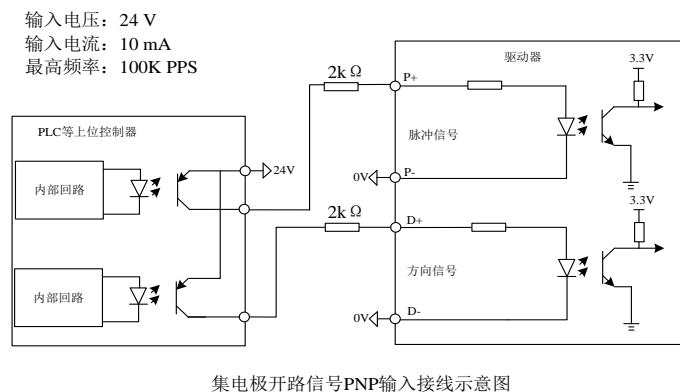 输入电压：24 V
输入电流：10 mA
最高频率：100K PPS
驱动器
3.3V
2k Ω
P+
PLC等上位控制器
脉冲信号
24V
内部回路
0V
P-
3.3V
2k Ω
D+
方向信号
内部回路
0V
D-
集电极开路信号PNP输入接线示意图